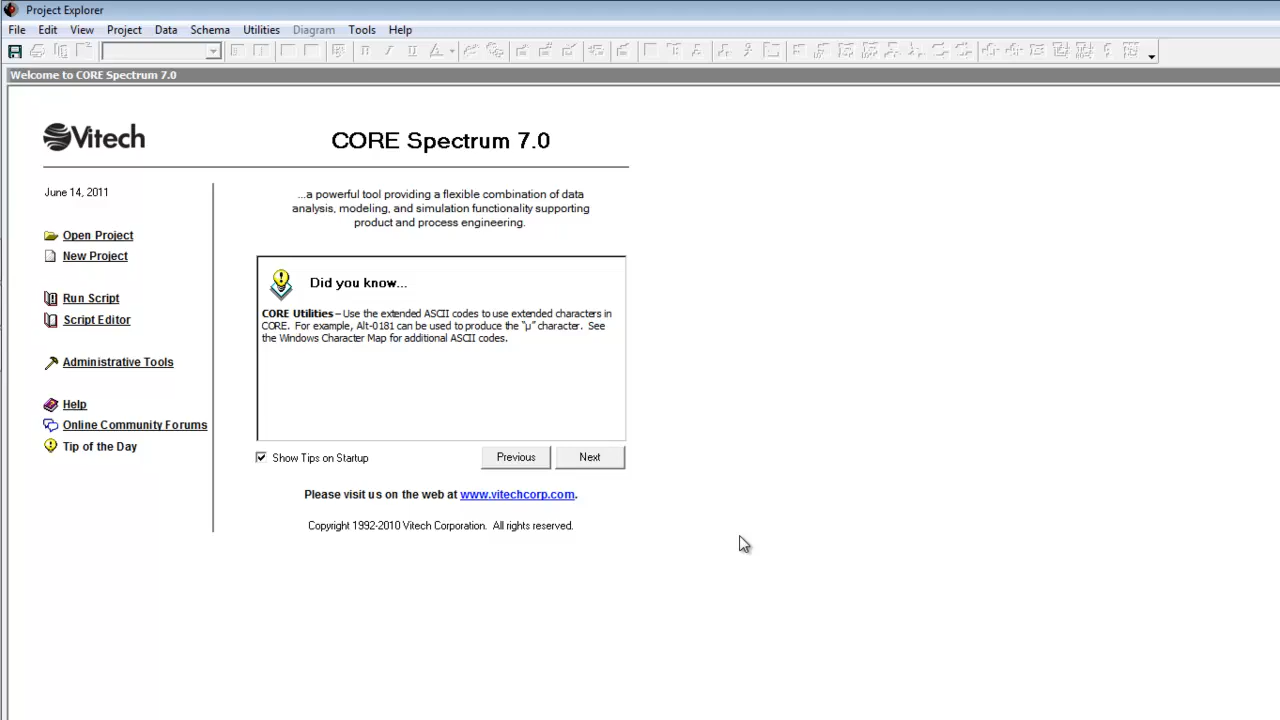 Project Explorer
File Edit View Project Data Schema Utilities Diagram Tools Help
B I U A
Welcome to CORE Spectrum 7.0
Vitech
CORE Spectrum 7.0
June 14, 2011
...a powerful tool providing a flexible combination of data
analysis, modeling, and simulation functionality supporting
product and process engineering.
Open Project
New Project
Run Script
Script Editor
Administrative Tools
Help
Online Community Forums
Tip of the Day
Did you know...
CORE Utilities – Use the extended ASCII codes to use extended characters in
CORE. For example, Alt-0181 can be used to produce the "µ" character. See
the Windows Character Map for additional ASCII codes.
Show Tips on Startup
Previous
Next
Please visit us on the web at www.vitechcorp.com.
Copyright 1992-2010 Vitech Corporation. All rights reserved.